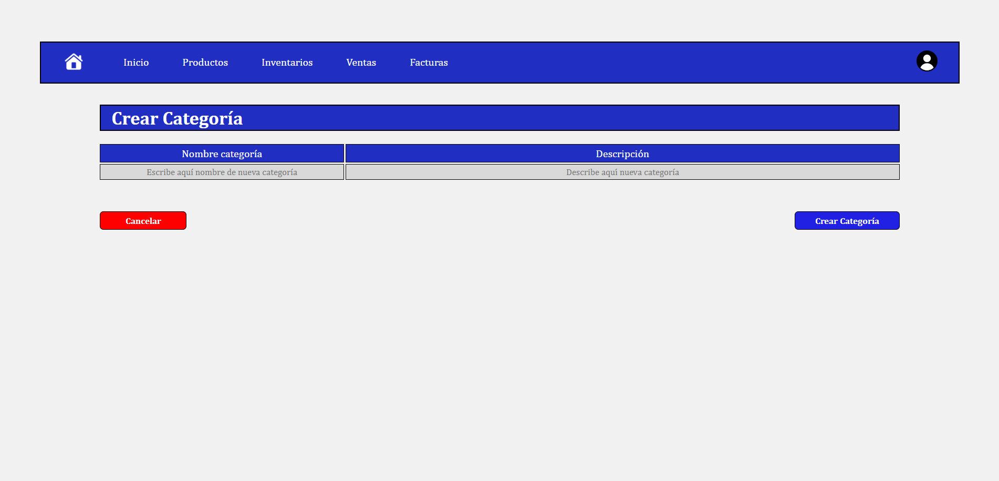 Inicio Productos Inventarios Ventas Facturas
Crear Categoría
Nombre categoría Descripción
Escribe aquí nombre de nueva categoría Describe aquí nueva categoría
Cancelar Crear Categoría